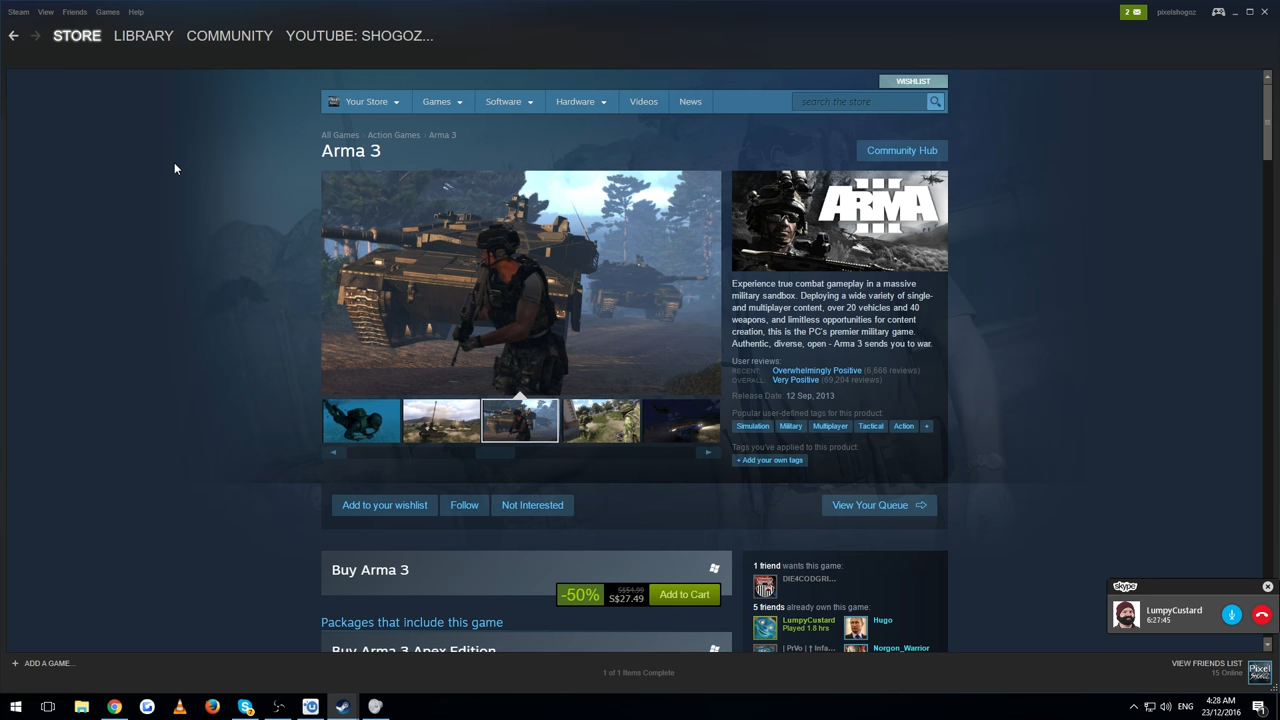 Steam View Friends Games Help
2
pixelshogoz
STORE LIBRARY COMMUNITY YOUTUBE: SHOGOZ...
WISHLIST
Your Store Games Software Hardware Videos News
search the store
All Games > Action Games > Arma 3
Arma 3
Community Hub
ARMA III
Experience true combat gameplay in a massive
military sandbox. Deploying a wide variety of single-
and multiplayer content, over 20 vehicles and 40
weapons, and limitless opportunities for content
creation, this is the PC's premier military game.
Authentic, diverse, open - Arma 3 sends you to war.
User reviews:
RECENT: Overwhelmingly Positive (6,666 reviews)
OVERALL: Very Positive (69,204 reviews)
Release Date: 12 Sep, 2013
Popular user-defined tags for this product:
Simulation Military Multiplayer Tactical Action +
Tags you've applied to this product:
+ Add your own tags
Add to your wishlist Follow Not Interested
View Your Queue
Buy Arma 3
-50% S$54.99 S$27.49 Add to Cart
Packages that include this game
Buy Arma 3 Apex Edition
1 friend wants this game:
DIE4CODGRI...
5 friends already own this game:
LumpyCustard
Played 1.8 hrs
Hugo
| PrVo | † Infa...
Norgon_Warrior
skype
LumpyCustard
6:27:45
+ ADD A GAME...
1 of 1 Items Complete
VIEW FRIENDS LIST
15 Online
Pixel SHOGOZ
ENG
4:28 AM
23/12/2016
1